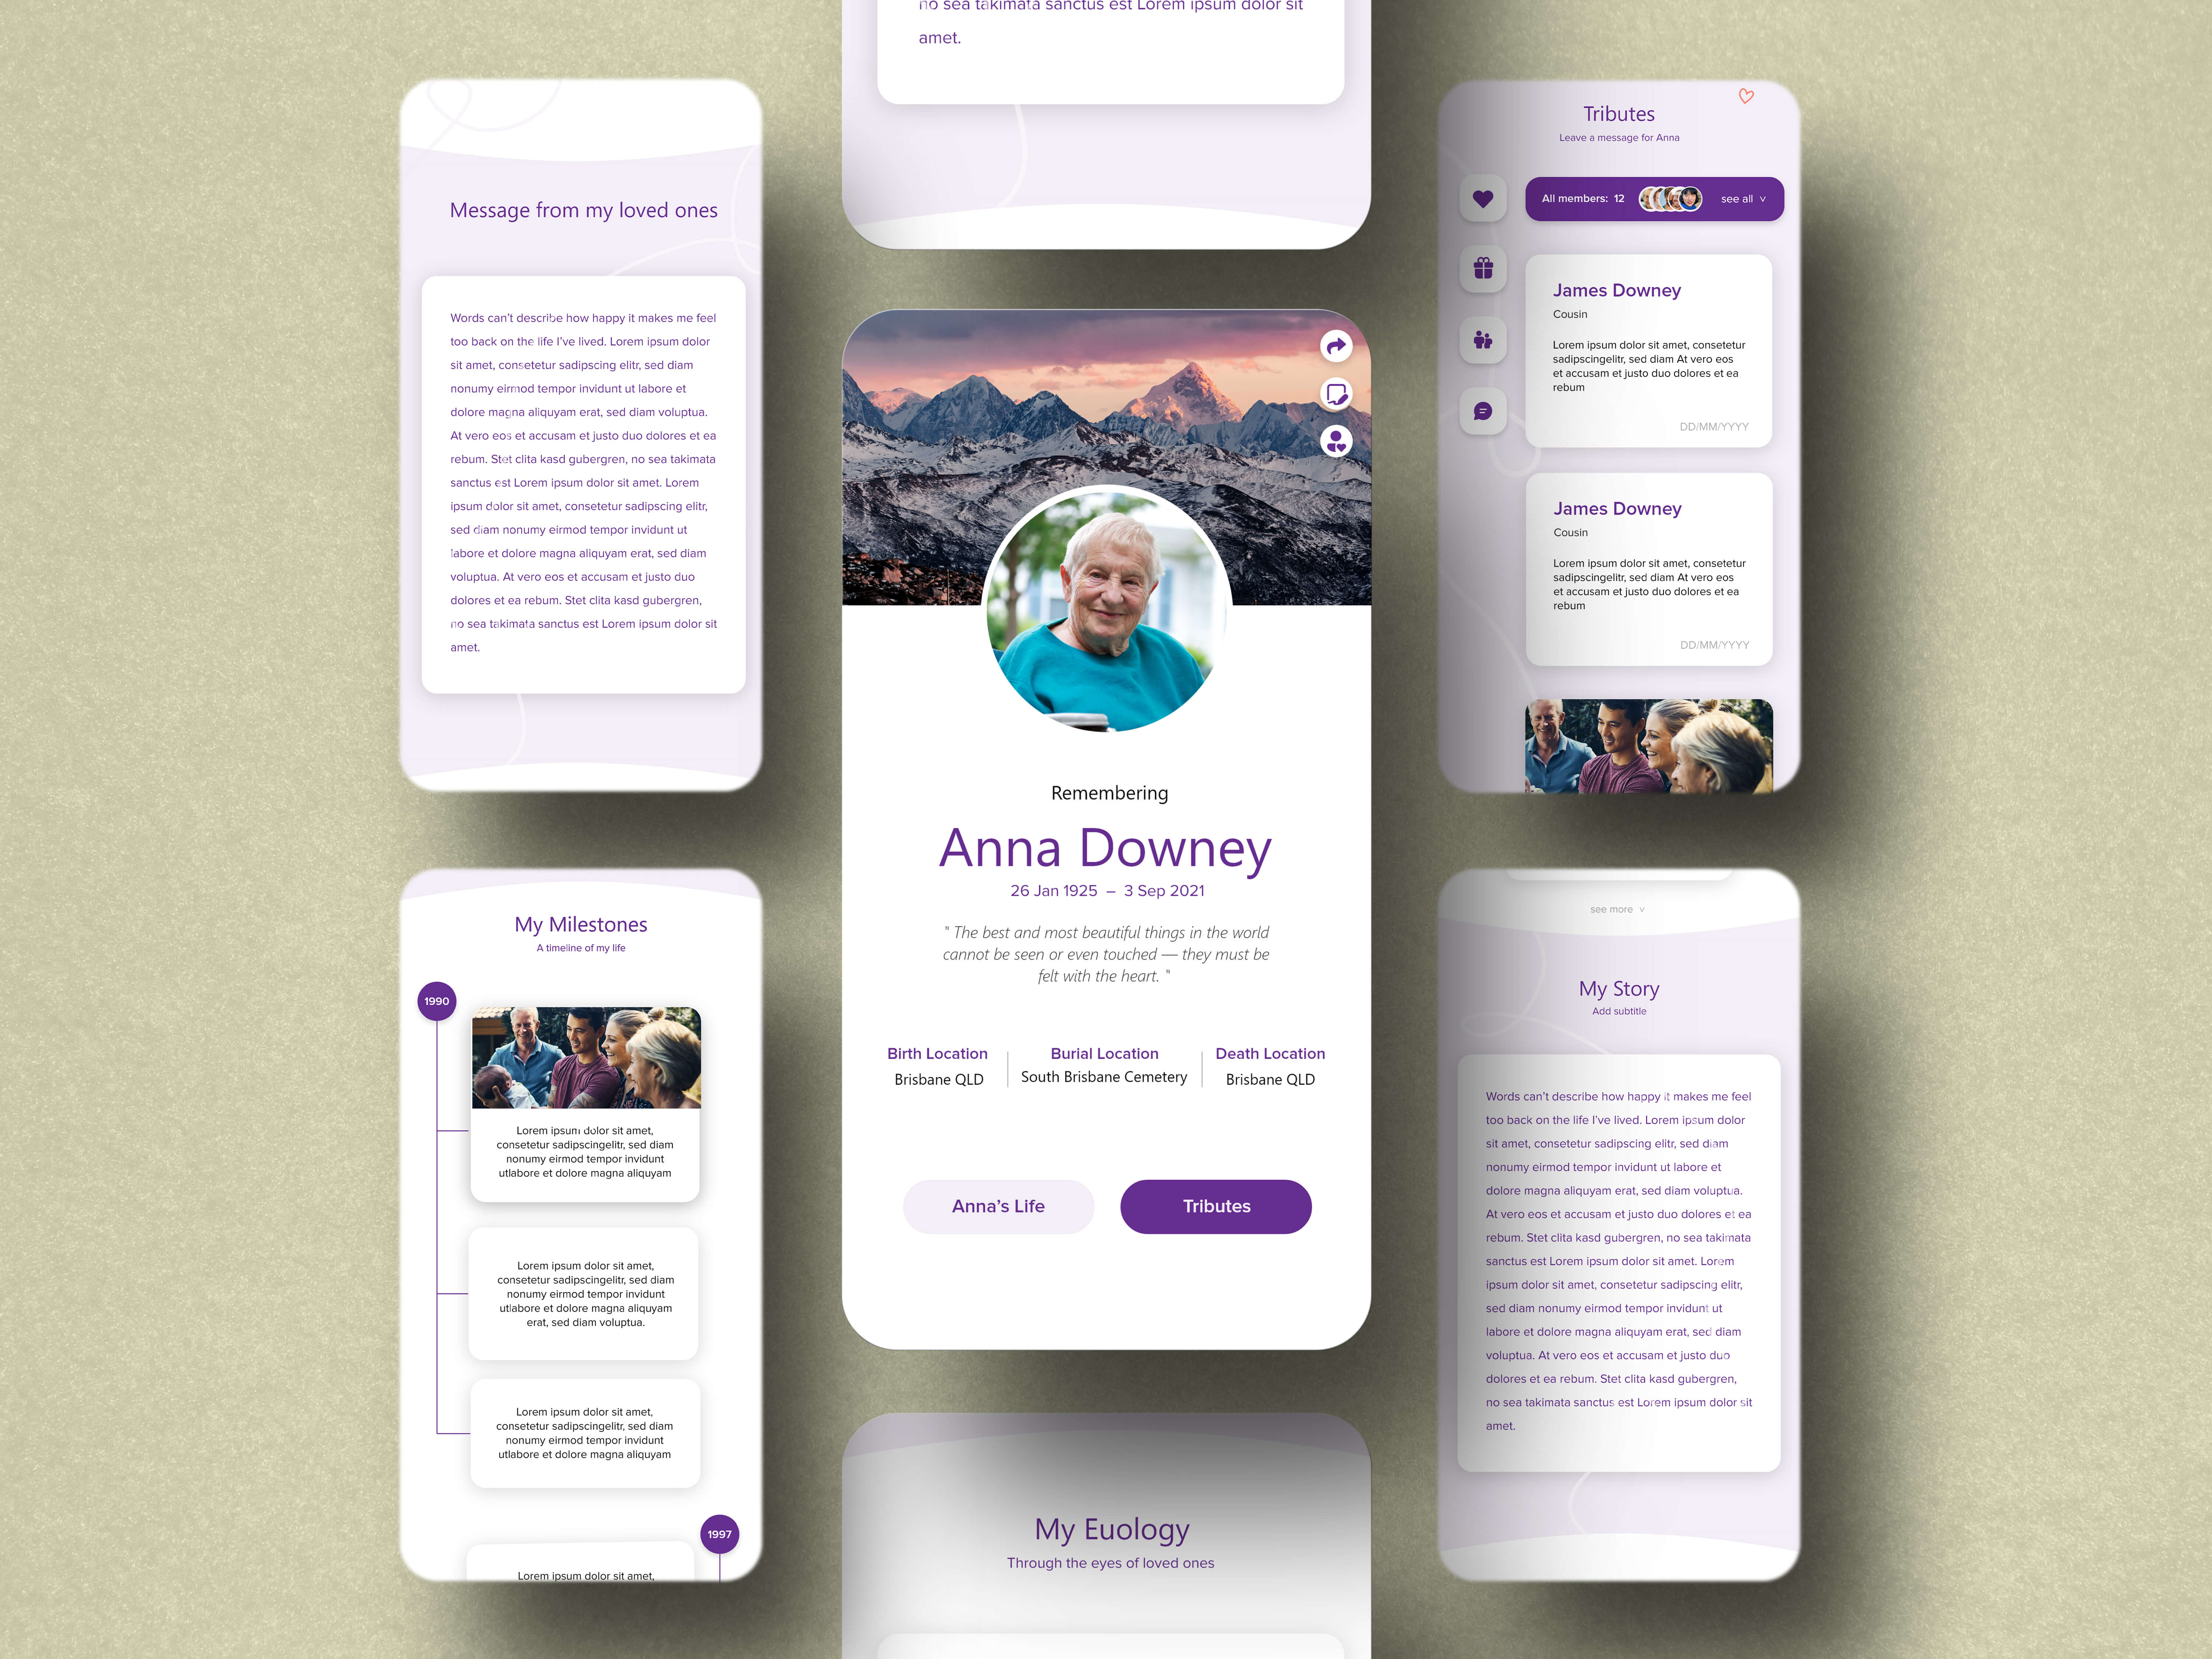 Message from my loved ones
Words can't describe how happy it makes me feel
too back on the life I've lived. Lorem ipsum dolor
sit amet, consetetur sadipscing elitr, sed diam
nonumy eirmod tempor invidunt ut labore et
dolore magna aliquyam erat, sed diam voluptua.
At vero eos et accusam et justo duo dolores et ea
rebum. Stet clita kasd gubergren, no sea takimata
sanctus est Lorem ipsum dolor sit amet. Lorem
ipsum dolor sit amet, consetetur sadipscing elitr,
sed diam nonumy eirmod tempor invidunt ut
labore et dolore magna aliquyam erat, sed diam
voluptua. At vero eos et accusam et justo duo
dolores et ea rebum. Stet clita kasd gubergren,
no sea takimata sanctus est Lorem ipsum dolor sit
amet.
My Milestones
A timeline of my life
1990
Lorem ipsum dolor sit amet,
consetetur sadipscingelitr, sed diam
nonumy eirmod tempor invidunt
utlabore et dolore magna aliquyam
Lorem ipsum dolor sit amet,
consetetur sadipscingelitr, sed diam
nonumy eirmod tempor invidunt
utlabore et dolore magna aliquyam
erat, sed diam voluptua.
Lorem ipsum dolor sit amet,
consetetur sadipscingelitr, sed diam
nonumy eirmod tempor invidunt
utlabore et dolore magna aliquyam
1997
Lorem ipsum dolor sit amet,
no sea takimata sanctus est Lorem ipsum dolor sit
amet.
Remembering
Anna Downey
26 Jan 1925 – 3 Sep 2021
" The best and most beautiful things in the world
cannot be seen or even touched — they must be
felt with the heart. "
Birth Location
Brisbane QLD
Burial Location
South Brisbane Cemetery
Death Location
Brisbane QLD
Anna's Life
Tributes
My Euology
Through the eyes of loved ones
Tributes
Leave a message for Anna
All members: 12 see all v
James Downey
Cousin
Lorem ipsum dolor sit amet, consetetur
sadipscingelitr, sed diam At vero eos
et accusam et justo duo dolores et ea
rebum
DD/MM/YYYY
James Downey
Cousin
Lorem ipsum dolor sit amet, consetetur
sadipscingelitr, sed diam At vero eos
et accusam et justo duo dolores et ea
rebum
DD/MM/YYYY
see more v
My Story
Add subtitle
Words can't describe how happy it makes me feel
too back on the life I've lived. Lorem ipsum dolor
sit amet, consetetur sadipscing elitr, sed diam
nonumy eirmod tempor invidunt ut labore et
dolore magna aliquyam erat, sed diam voluptua.
At vero eos et accusam et justo duo dolores et ea
rebum. Stet clita kasd gubergren, no sea takimata
sanctus est Lorem ipsum dolor sit amet. Lorem
ipsum dolor sit amet, consetetur sadipscing elitr,
sed diam nonumy eirmod tempor invidunt ut
labore et dolore magna aliquyam erat, sed diam
voluptua. At vero eos et accusam et justo duo
dolores et ea rebum. Stet clita kasd gubergren,
no sea takimata sanctus est Lorem ipsum dolor sit
amet.